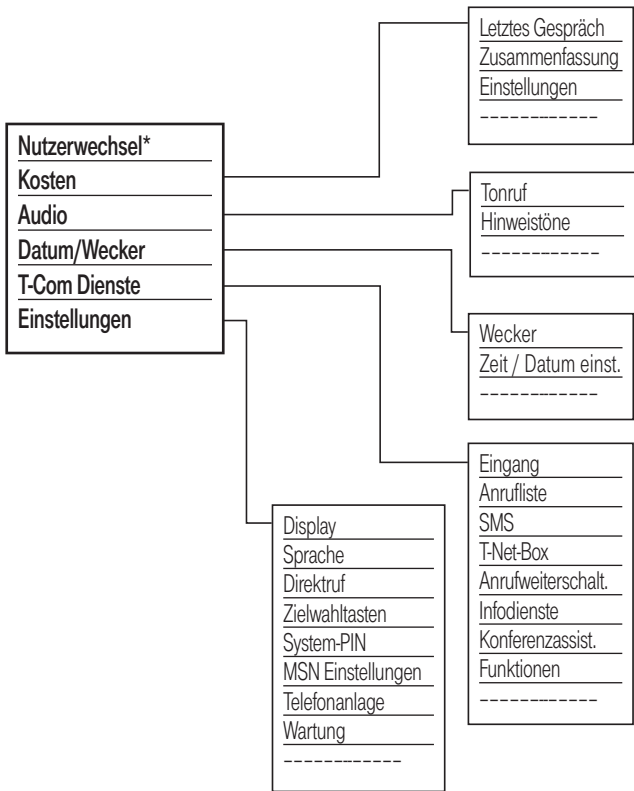 Nutzerwechsel*
Kosten
Audio
Datum/Wecker
T-Com Dienste
Einstellungen
Letztes Gespräch
Zusammenfassung
Einstellungen
------------
Tonruf
Hinweistöne
------------
Wecker
Zeit / Datum einst.
------------
Eingang
Anrufliste
SMS
T-Net-Box
Anrufweiterschalt.
Infodienste
Konferenzassist.
Funktionen
------------
Display
Sprache
Direktruf
Zielwahltasten
System-PIN
MSN Einstellungen
Telefonanlage
Wartung
------------